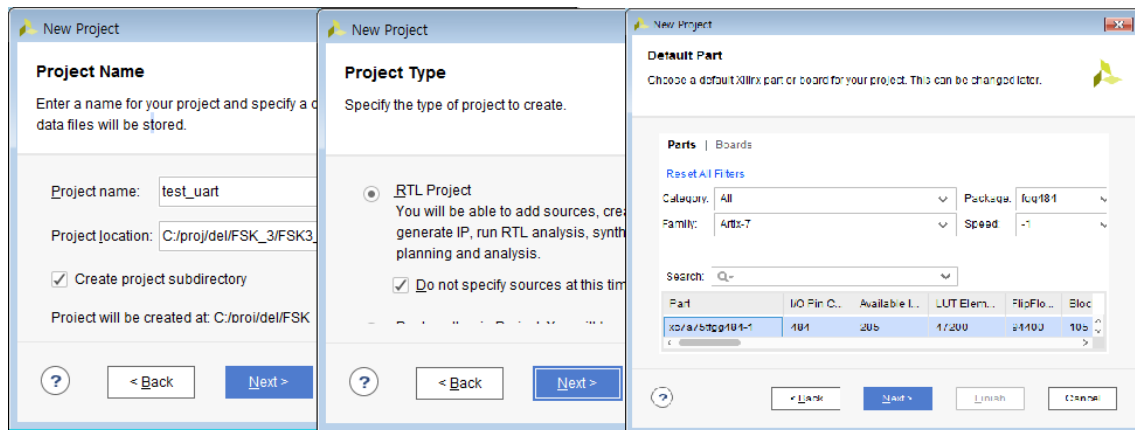 New Project
Project Name
Enter a name for your project and specify a d
data files will be stored.
Project name: test_uart
Project location: C:/proj/del/FSK_3/FSK3_
Create project subdirectory
Project will be created at: C:/proj/del/FSK
?
< Back
Next >
New Project
Project Type
Specify the type of project to create.
RTL Project
You will be able to add sources, crea
generate IP, run RTL analysis, synth
planning and analysis.
Do not specify sources at this tim
?
< Back
Next >
New Project
Default Part
Choose a default Xilinx part or board for your project. This can be changed later.
Parts | Boards
Reset All Filters
Category: All Package: fgg484
Family: Artix-7 Speed: -1
Search:
Part I/O Pin C... Available I... LUT Elem... FlipFlo... Bloc
xc7a75tfgg484-1 484 285 47200 94400 105
?
< Back
Next >
Finish
Cancel